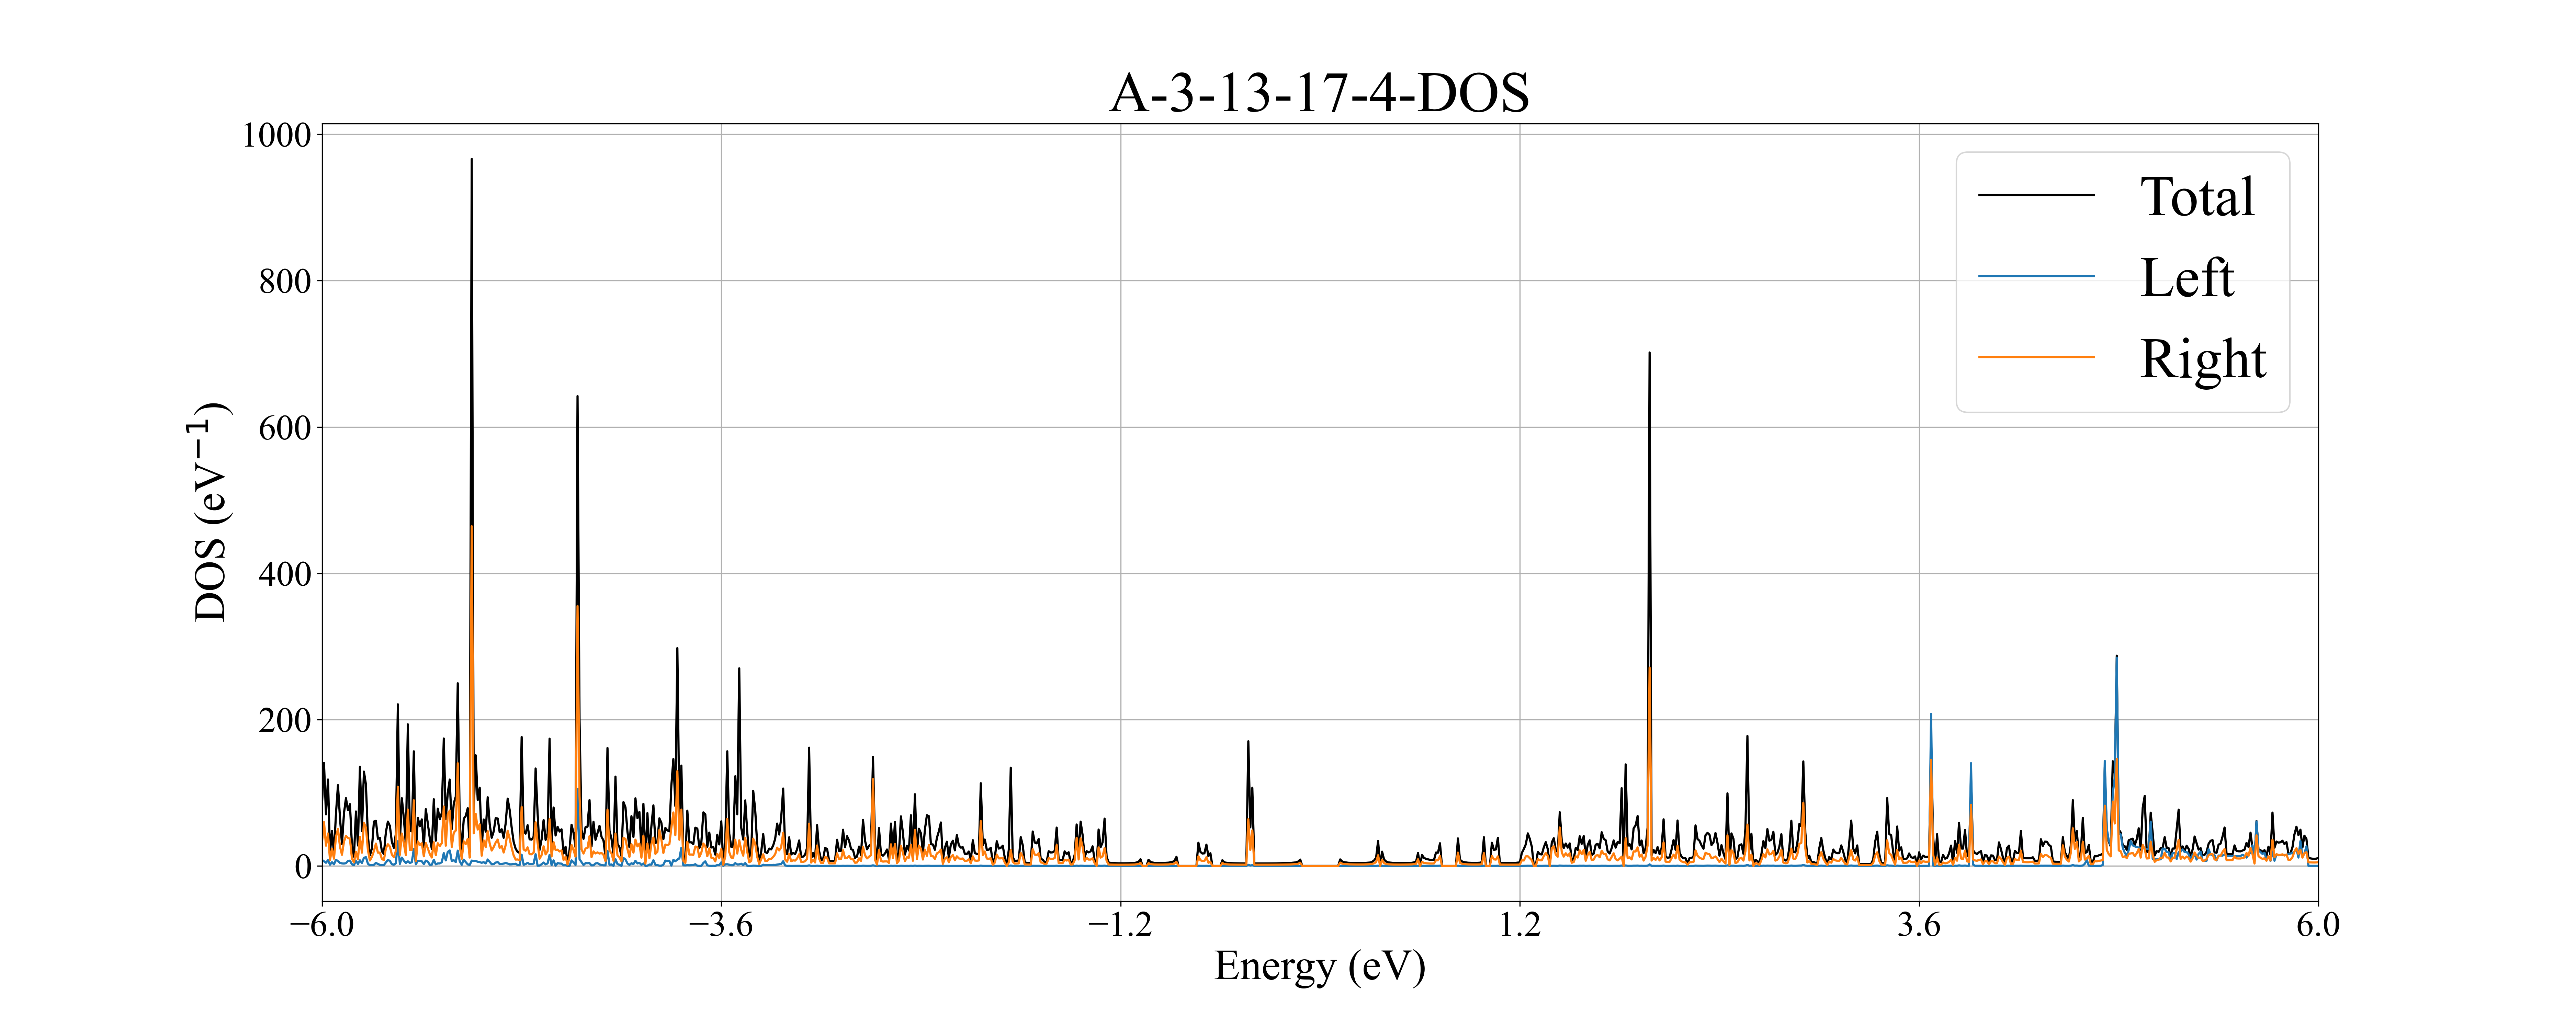 A-3-13-17-4-DOS
1000
800
600
400
200
0
DOS (eV⁻¹)
−6.0
−3.6
−1.2
1.2
3.6
6.0
Energy (eV)
Total
Left
Right